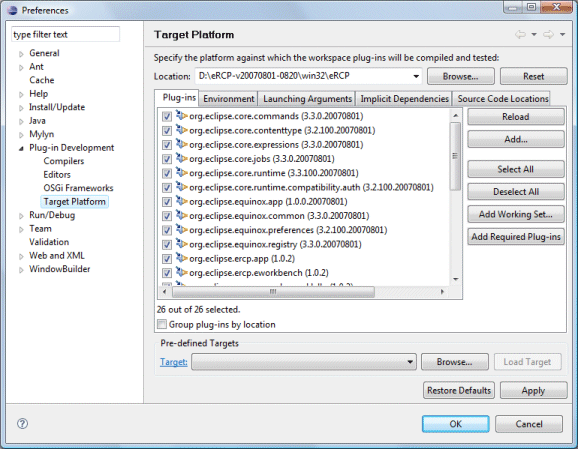 Preferences
type filter text
General
Ant
Cache
Help
Install/Update
Java
Mylyn
Plug-in Development
Compilers
Editors
OSGi Frameworks
Target Platform
Run/Debug
Team
Validation
Web and XML
WindowBuilder
Target Platform
Specify the platform against which the workspace plug-ins will be compiled and tested:
Location: D:\eRCP-v20070801-0820\win32\eRCP Browse... Reset
Plug-ins Environment Launching Arguments Implicit Dependencies Source Code Locations
org.eclipse.core.commands (3.3.0.20070801)
org.eclipse.core.contenttype (3.2.100.20070801)
org.eclipse.core.expressions (3.3.0.20070801)
org.eclipse.core.jobs (3.3.0.20070801)
org.eclipse.core.runtime (3.3.100.20070801)
org.eclipse.core.runtime.compatibility.auth (3.2.100.20070801)
org.eclipse.equinox.app (1.0.0.20070801)
org.eclipse.equinox.common (3.3.0.20070801)
org.eclipse.equinox.preferences (3.2.100.20070801)
org.eclipse.equinox.registry (3.3.0.20070801)
org.eclipse.ercp.app (1.0.2)
org.eclipse.ercp.eworkbench (1.0.2)
Reload
Add...
Select All
Deselect All
Add Working Set...
Add Required Plug-ins
26 out of 26 selected.
Group plug-ins by location
Pre-defined Targets
Target: Browse... Load Target
Restore Defaults Apply
OK Cancel